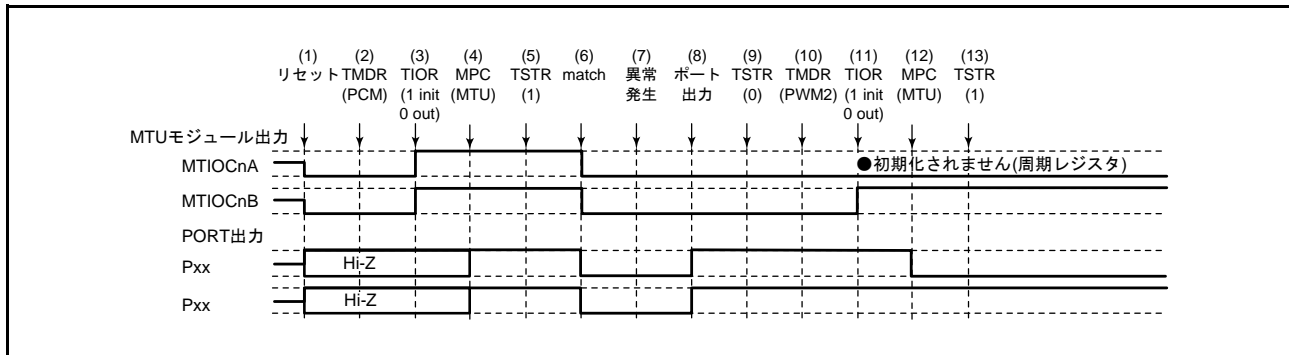 (1) (2) (3) (4) (5) (6) (7) (8) (9) (10) (11) (12) (13)
リセット TMDR TIOR MPC TSTR match 異常 ポート TSTR TMDR TIOR MPC TSTR
(PCM) (1 init (MTU) (1) 発生 出力 (0) (PWM2) (1 init (MTU) (1)
0 out) 0 out)
MTUモジュール出力
MTIOCnA ●初期化されません(周期レジスタ)
MTIOCnB
PORT出力
Pxx Hi-Z
Pxx Hi-Z